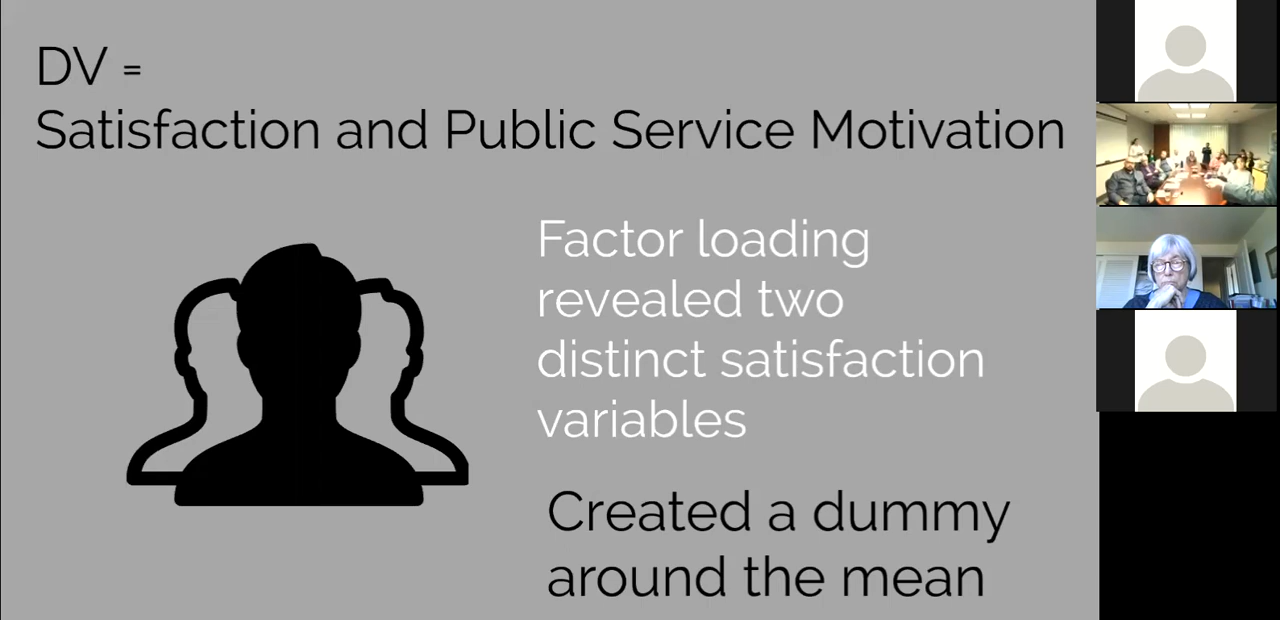 DV =
Satisfaction and Public Service Motivation
Factor loading
revealed two
distinct satisfaction
variables
Created a dummy
around the mean